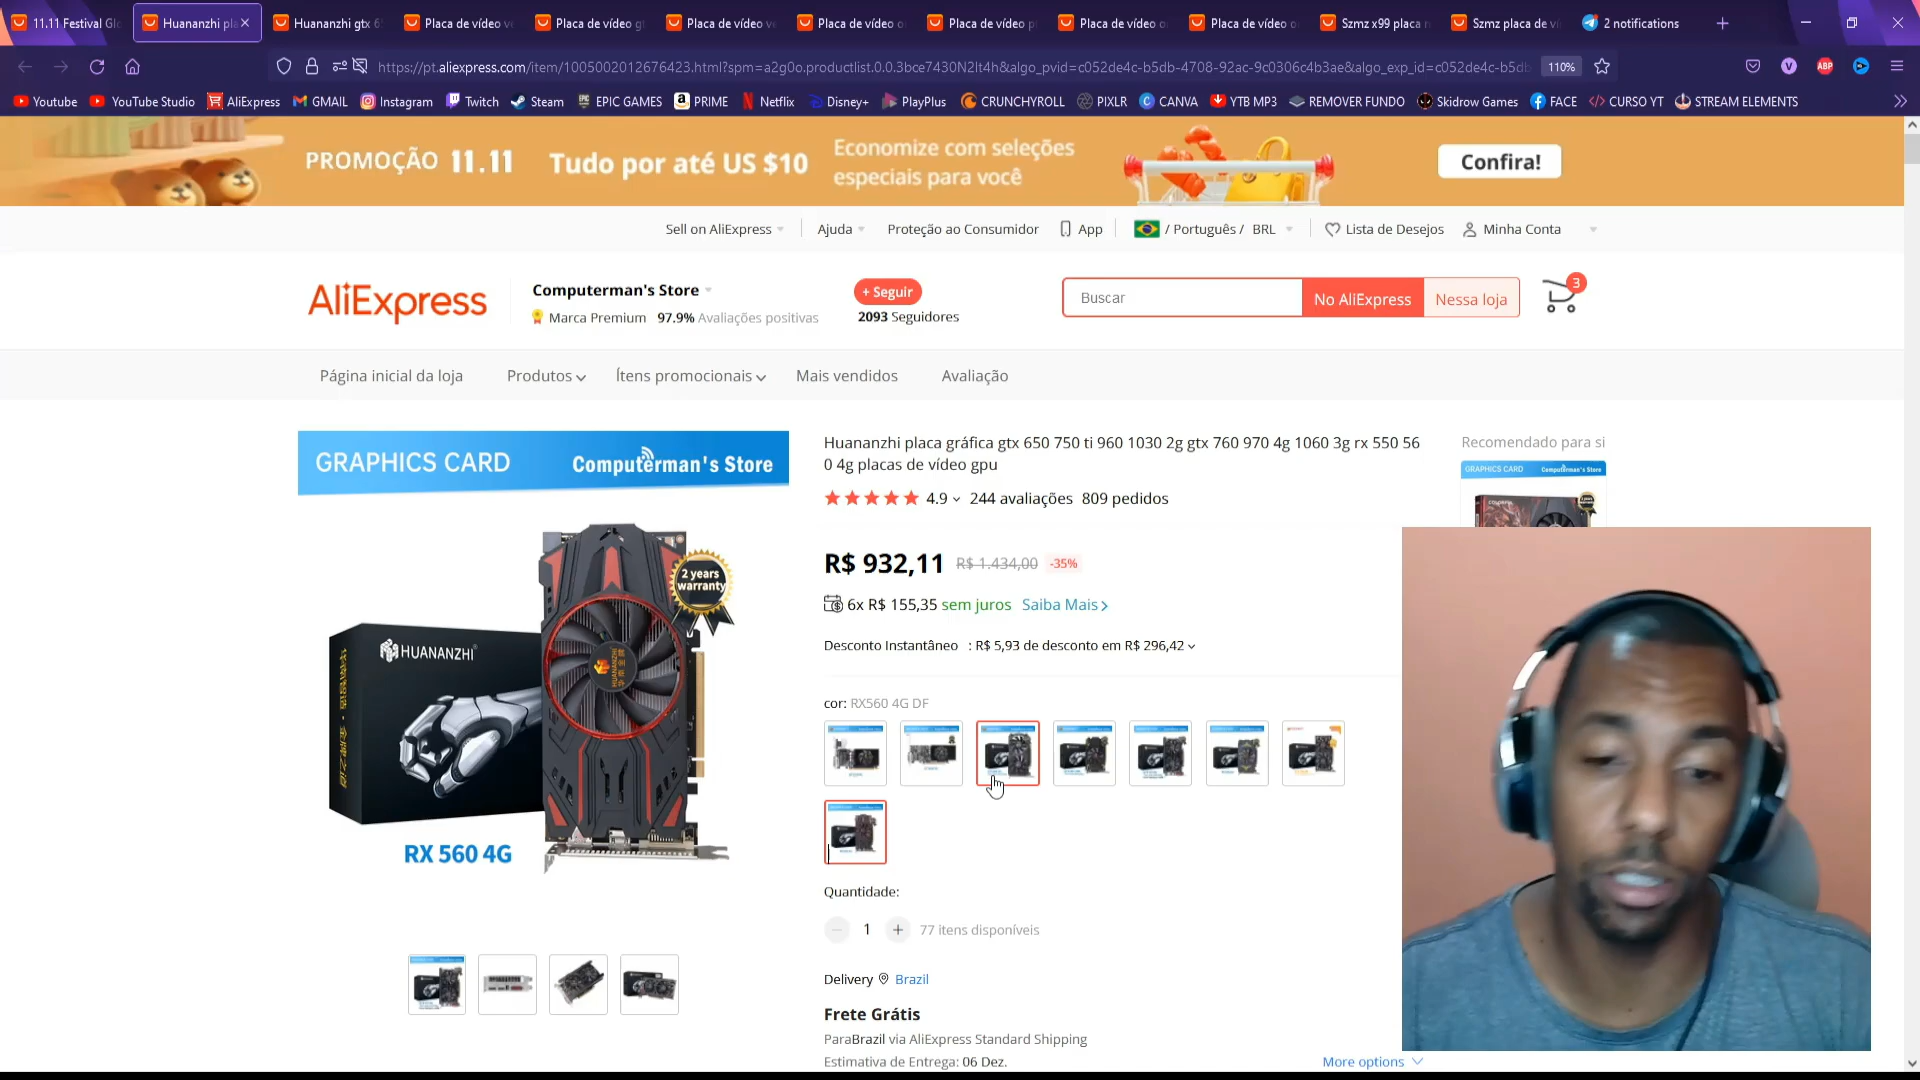 11.11 Festival Gl
Huananzhi pl
Huananzhi gtx 6
Placa de vídeo v
Placa de vídeo g
Placa de vídeo v
Placa de vídeo o
Placa de vídeo p
Placa de vídeo o
Placa de vídeo o
Szmz x99 placa
Szmz placa de ví
2 notifications
https://pt.aliexpress.com/item/1005002012676423.html?spm=a2g0o.productlist.0.0.3bce7430N2lt4h&algo_pvid=c052de4c-b5db-4708-92ac-9c0306c4b3ae&algo_exp_id=c052de4c-b5db
110%
V
ABP
Youtube
YouTube Studio
AliExpress
GMAIL
Instagram
Twitch
Steam
EPIC GAMES
PRIME
Netflix
Disney+
PlayPlus
CRUNCHYROLL
PIXLR
CANVA
YTB MP3
REMOVER FUNDO
Skidrow Games
FACE
CURSO YT
STREAM ELEMENTS
PROMOÇÃO 11.11
Tudo por até US $10
Economize com seleções
especiais para você
Confira!
Sell on AliExpress
Ajuda
Proteção ao Consumidor
App
/ Português / BRL
Lista de Desejos
Minha Conta
AliExpress
Computerman's Store
Marca Premium 97.9% Avaliações positivas
+ Seguir
2093 Seguidores
Buscar
No AliExpress
Nessa loja
3
Página inicial da loja
Produtos
Ítens promocionais
Mais vendidos
Avaliação
GRAPHICS CARD
Computerman's Store
2 years
warranty
HUANANZHI
RX 560 4G
Huananzhi placa gráfica gtx 650 750 ti 960 1030 2g gtx 760 970 4g 1060 3g rx 550 56
0 4g placas de vídeo gpu
4.9 244 avaliações 809 pedidos
R$ 932,11 R$ 1.434,00 -35%
6x R$ 155,35 sem juros Saiba Mais
Desconto Instantâneo : R$ 5,93 de desconto em R$ 296,42
cor: RX560 4G DF
Quantidade:
1
77 itens disponíveis
Delivery Brazil
Frete Grátis
ParaBrazil via AliExpress Standard Shipping
Estimativa de Entrega: 06 Dez.
More options
Recomendado para si
GRAPHICS CARD
Computerman's Store